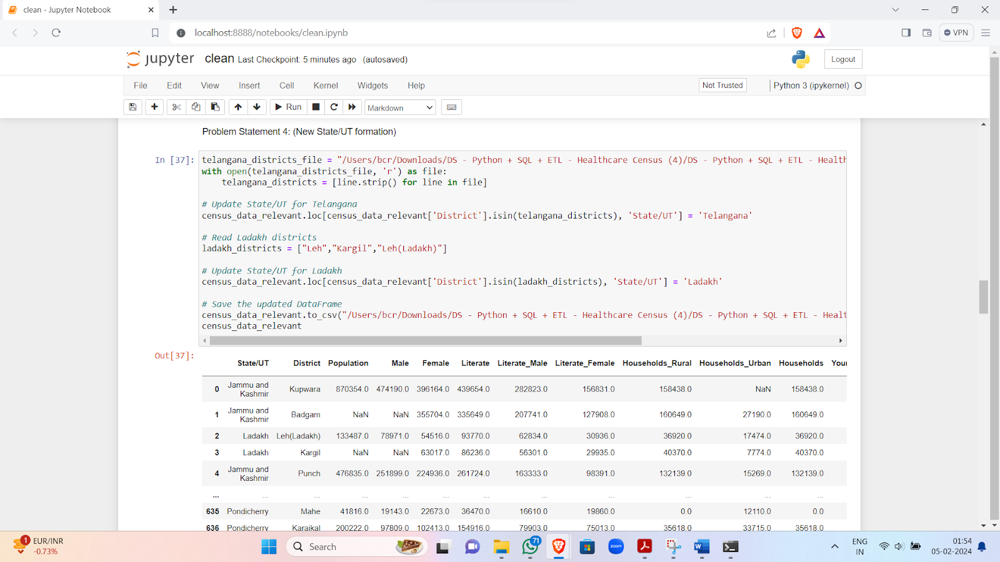 clean - Jupyter Notebook
localhost:8888/notebooks/clean.ipynb
VPN
jupyter clean Last Checkpoint: 5 minutes ago (autosaved)
Logout
File Edit View Insert Cell Kernel Widgets Help
Not Trusted
Python 3 (ipykernel)
Run
Markdown
Problem Statement 4: (New State/UT formation)
In [37]:
telangana_districts_file = "/Users/bcr/Downloads/DS - Python + SQL + ETL - Healthcare Census (4)/DS - Python + SQL + ETL - Health
with open(telangana_districts_file, 'r') as file:
    telangana_districts = [line.strip() for line in file]
# Update State/UT for Telangana
census_data_relevant.loc[census_data_relevant['District'].isin(telangana_districts), 'State/UT'] = 'Telangana'
# Read Ladakh districts
ladakh_districts = ["Leh","Kargil","Leh(Ladakh)"]
# Update State/UT for Ladakh
census_data_relevant.loc[census_data_relevant['District'].isin(ladakh_districts), 'State/UT'] = 'Ladakh'
# Save the updated DataFrame
census_data_relevant.to_csv("/Users/bcr/Downloads/DS - Python + SQL + ETL - Healthcare Census (4)/DS - Python + SQL + ETL - Healt
census_data_relevant
Out[37]:
State/UT District Population Male Female Literate Literate_Male Literate_Female Households_Rural Households_Urban Households Your
0 Jammu and Kashmir Kupwara 870354.0 474190.0 396164.0 439654.0 282823.0 156831.0 158438.0 NaN 158438.0
1 Jammu and Kashmir Badgam NaN NaN 355704.0 335649.0 207741.0 127908.0 160649.0 27190.0 160649.0
2 Ladakh Leh(Ladakh) 133487.0 78971.0 54516.0 93770.0 62834.0 30936.0 36920.0 17474.0 36920.0
3 Ladakh Kargil NaN NaN 63017.0 86236.0 56301.0 29935.0 40370.0 7774.0 40370.0
4 Jammu and Kashmir Punch 476835.0 251899.0 224936.0 261724.0 163333.0 98391.0 132139.0 15269.0 132139.0
... ... ... ... ... ... ... ... ... ... ... ...
635 Pondicherry Mahe 41816.0 19143.0 22673.0 36470.0 16610.0 19860.0 0.0 12110.0 0.0
636 Pondicherry Karaikal 200222.0 97809.0 102413.0 154916.0 79903.0 75013.0 35618.0 33715.0 35618.0
1
EUR/INR
-0.73%
Search
71
zoom
W
ENG
IN
01:54
05-02-2024